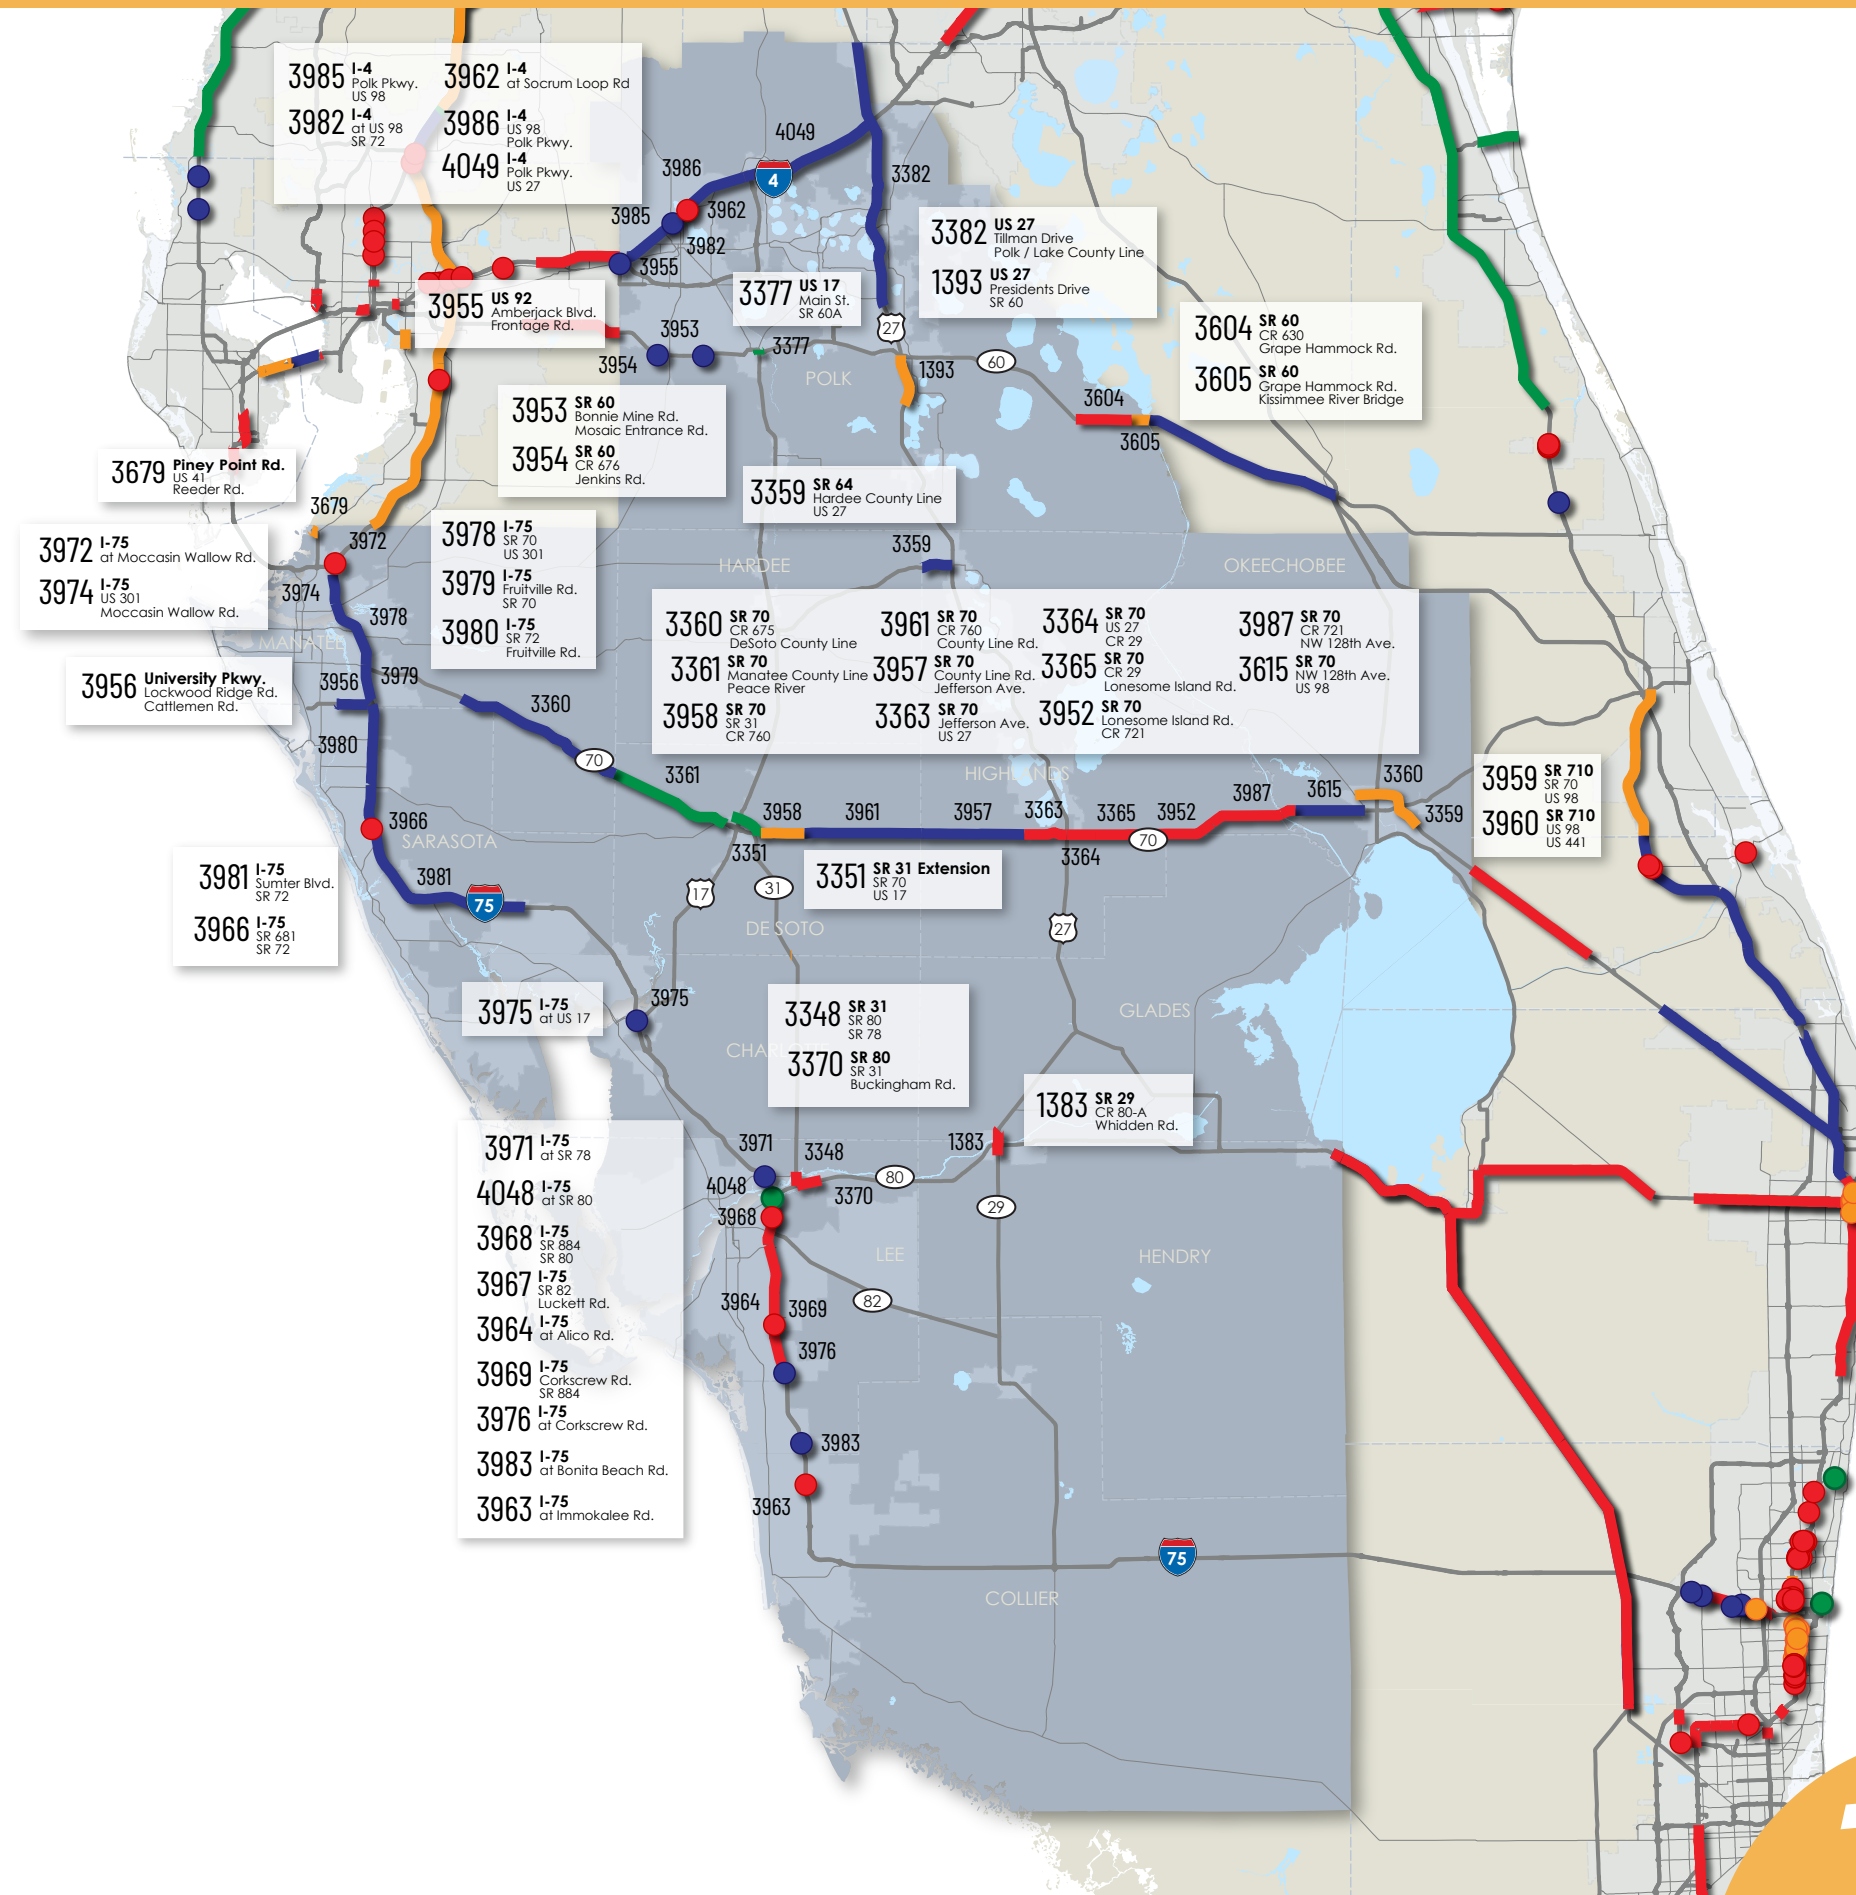 3985 I-4
Polk Pkwy.
US 98
3982 I-4
at US 98
SR 72
3962 I-4
at Socrum Loop Rd
3986 I-4
US 98
Polk Pkwy.
4049 I-4
Polk Pkwy.
US 27
4049
3986
4
3382
3985
3962
3982
3955
3382 US 27
Tillman Drive
Polk / Lake County Line
1393 US 27
Presidents Drive
SR 60
3955 US 92
Amberjack Blvd.
Frontage Rd.
3377 US 17
Main St.
SR 60A
27
3953
3954
3377
POLK
1393
60
3604 SR 60
CR 630
Grape Hammock Rd.
3605 SR 60
Grape Hammock Rd.
Kissimmee River Bridge
3604
3605
3953 SR 60
Bonnie Mine Rd.
Mosaic Entrance Rd.
3954 SR 60
CR 676
Jenkins Rd.
3679 Piney Point Rd.
US 41
Reeder Rd.
3359 SR 64
Hardee County Line
US 27
3679
3972
3972 I-75
at Moccasin Wallow Rd.
3974 I-75
US 301
Moccasin Wallow Rd.
3978 I-75
SR 70
US 301
3979 I-75
Fruitville Rd.
SR 70
3980 I-75
SR 72
Fruitville Rd.
3359
HARDEE
OKEECHOBEE
3974
3978
MANATEE
3360 SR 70
CR 675
DeSoto County Line
3361 SR 70
Manatee County Line
Peace River
3958 SR 70
SR 31
CR 760
3961 SR 70
CR 760
County Line Rd.
3957 SR 70
County Line Rd.
Jefferson Ave.
3363 SR 70
Jefferson Ave.
US 27
3364 SR 70
US 27
CR 29
3365 SR 70
CR 29
Lonesome Island Rd.
3952 SR 70
Lonesome Island Rd.
CR 721
3987 SR 70
CR 721
NW 128th Ave.
3615 SR 70
NW 128th Ave.
US 98
3956 University Pkwy.
Lockwood Ridge Rd.
Cattlemen Rd.
3956
3979
3360
3980
70
3361
HIGHLANDS
3360
3959 SR 710
SR 70
US 98
3960 SR 710
US 98
US 441
3958
3961
3957
3363
3365
3952
3987
3615
3359
3966
SARASOTA
3351
3364
70
3981 I-75
Sumter Blvd.
SR 72
3966 I-75
SR 681
SR 72
3981
75
17
31
3351 SR 31 Extension
SR 70
US 17
DE SOTO
27
3975
3975 I-75
at US 17
GLADES
CHARLOTTE
3348 SR 31
SR 80
SR 78
3370 SR 80
SR 31
Buckingham Rd.
1383 SR 29
CR 80-A
Whidden Rd.
3971
3348
1383
4048
3370
80
3968
29
LEE
HENDRY
3971 I-75
at SR 78
4048 I-75
at SR 80
3968 I-75
SR 884
SR 80
3967 I-75
SR 82
Luckett Rd.
3964 I-75
at Alico Rd.
3969 I-75
Corkscrew Rd.
SR 884
3976 I-75
at Corkscrew Rd.
3983 I-75
at Bonita Beach Rd.
3963 I-75
at Immokalee Rd.
3964
3969
82
3976
3983
3963
75
COLLIER